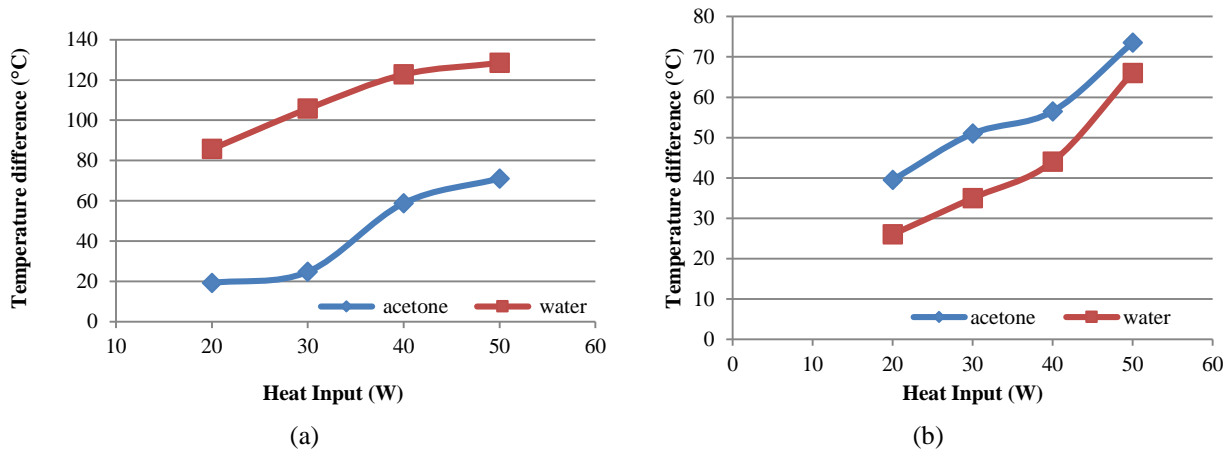 Temperature difference (°C)
140
120
100
80
60
40
20
0
10 20 30 40 50 60
acetone water
Heat Input (W)
(a)
Temperature difference (°C)
80
70
60
50
40
30
20
10
0
0 10 20 30 40 50 60
acetone water
Heat Input (W)
(b)